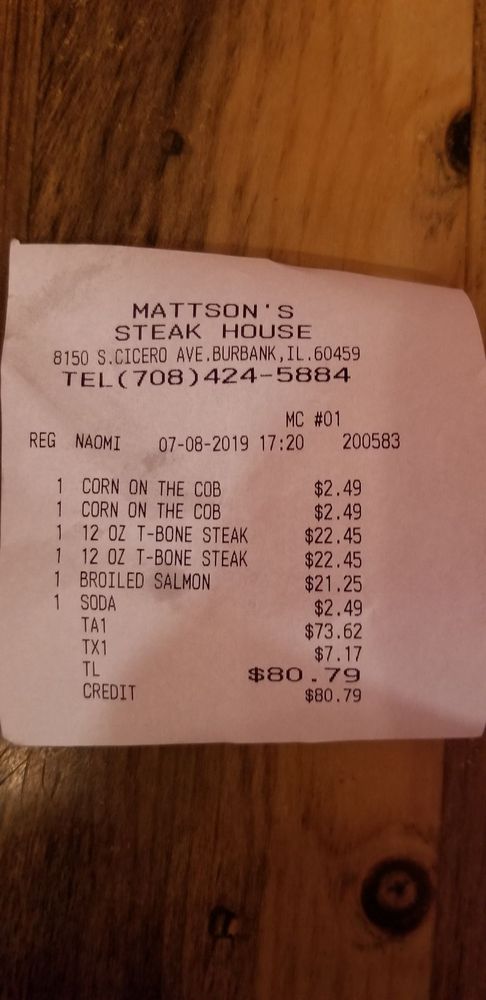 MATTSON'S
STEAK HOUSE
8150 S.CICERO AVE.BURBANK,IL.60459
TEL(708)424-5884
MC #01
REG NAOMI 07-08-2019 17:20 200583
1 CORN ON THE COB $2.49
1 CORN ON THE COB $2.49
1 12 OZ T-BONE STEAK $22.45
1 12 OZ T-BONE STEAK $22.45
1 BROILED SALMON $21.25
1 SODA $2.49
TA1 $73.62
TX1 $7.17
TL $80.79
CREDIT $80.79